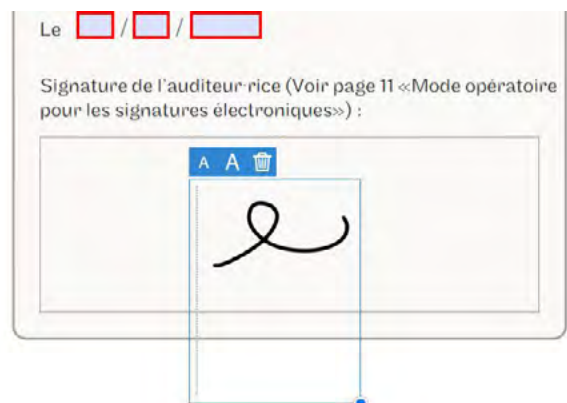 Le / /
Signature de l'auditeur·rice (Voir page 11 «Mode opératoire
pour les signatures électroniques») :
A A